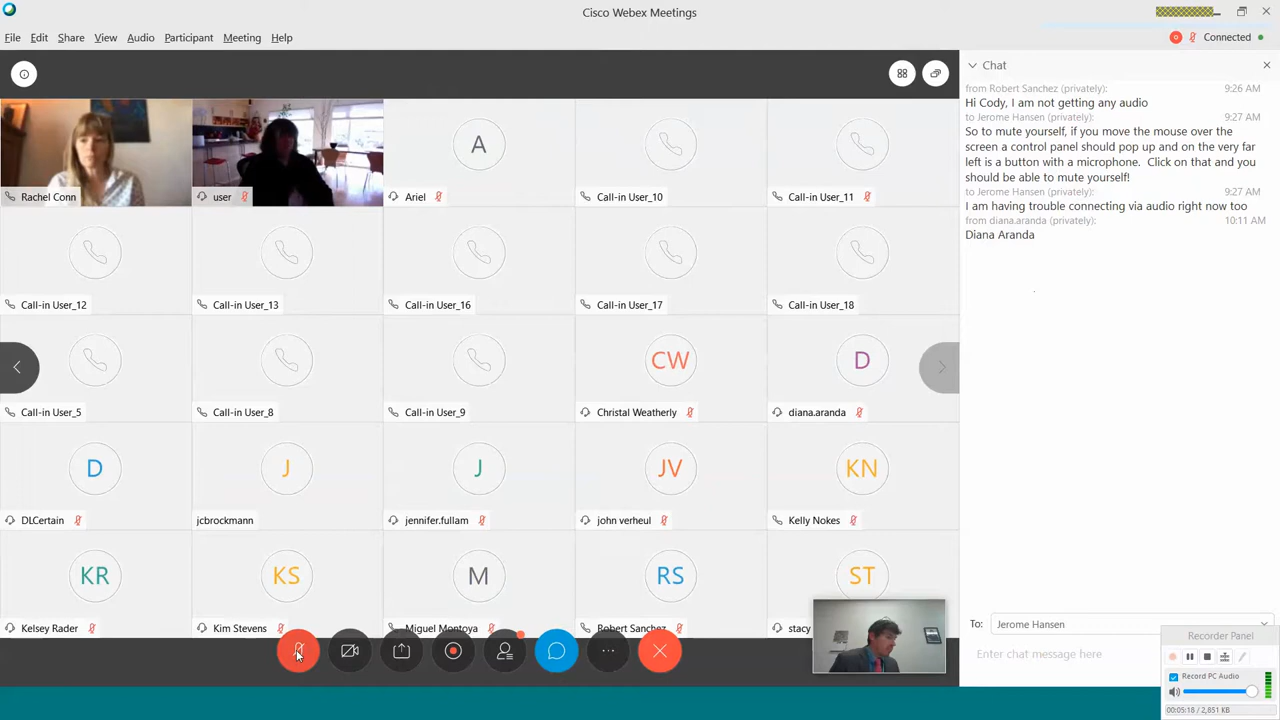 Cisco Webex Meetings
File Edit Share View Audio Participant Meeting Help
Connected
Chat
from Robert Sanchez (privately): 9:26 AM
Hi Cody, I am not getting any audio
to Jerome Hansen (privately): 9:27 AM
So to mute yourself, if you move the mouse over the
screen a control panel should pop up and on the very far
left is a button with a microphone. Click on that and you
should be able to mute yourself!
to Jerome Hansen (privately): 9:27 AM
I am having trouble connecting via audio right now too
from diana.aranda (privately): 10:11 AM
Diana Aranda
A
Rachel Conn user Ariel Call-in User_10 Call-in User_11
Call-in User_12 Call-in User_13 Call-in User_16 Call-in User_17 Call-in User_18
CW D
Call-in User_5 Call-in User_8 Call-in User_9 Christal Weatherly diana.aranda
D J J JV KN
DLCertain jcbrockmann jennifer.fullam john verheul Kelly Nokes
KR KS M RS ST
Kelsey Rader Kim Stevens Miguel Montoya Robert Sanchez stacy
To: Jerome Hansen
Enter chat message here
Recorder Panel
Record PC Audio
00:05:18 / 2,851 KB